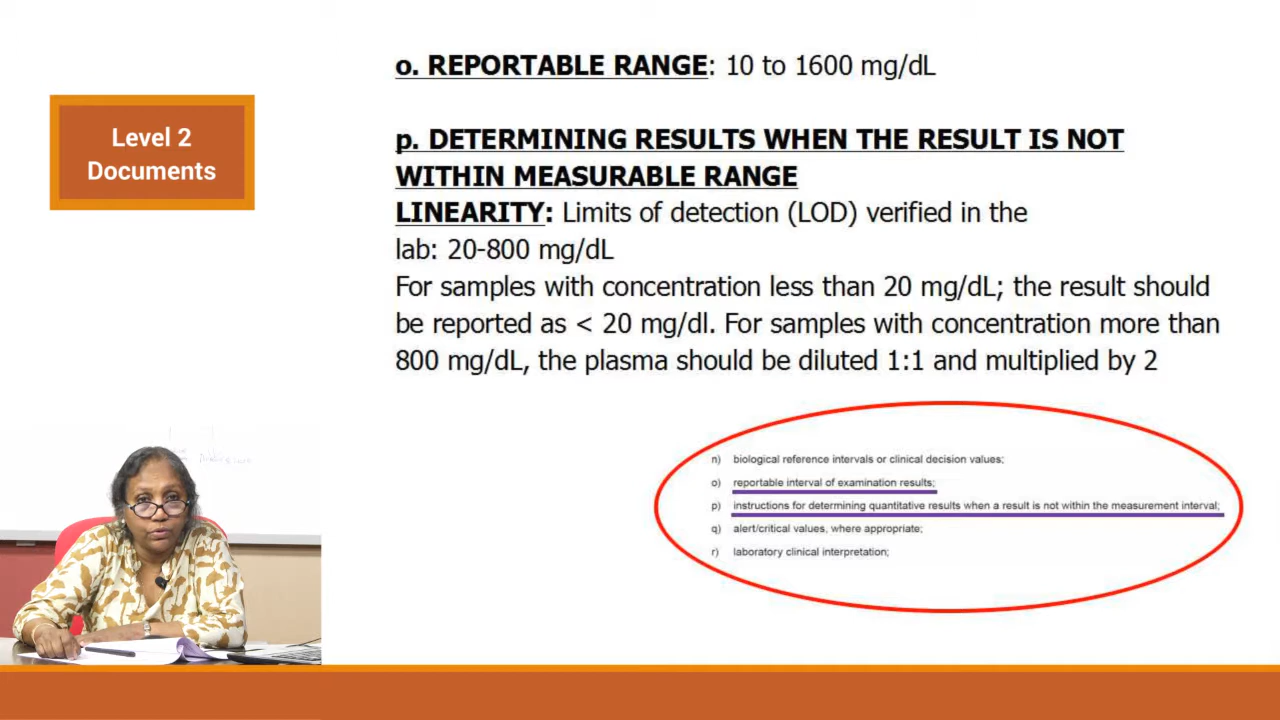 Level 2
Documents
o. REPORTABLE RANGE: 10 to 1600 mg/dL
p. DETERMINING RESULTS WHEN THE RESULT IS NOT
WITHIN MEASURABLE RANGE
LINEARITY: Limits of detection (LOD) verified in the
lab: 20-800 mg/dL
For samples with concentration less than 20 mg/dL; the result should
be reported as < 20 mg/dl. For samples with concentration more than
800 mg/dL, the plasma should be diluted 1:1 and multiplied by 2
n) biological reference intervals or clinical decision values;
o) reportable interval of examination results;
p) instructions for determining quantitative results when a result is not within the measurement interval;
q) alert/critical values, where appropriate;
r) laboratory clinical interpretation;